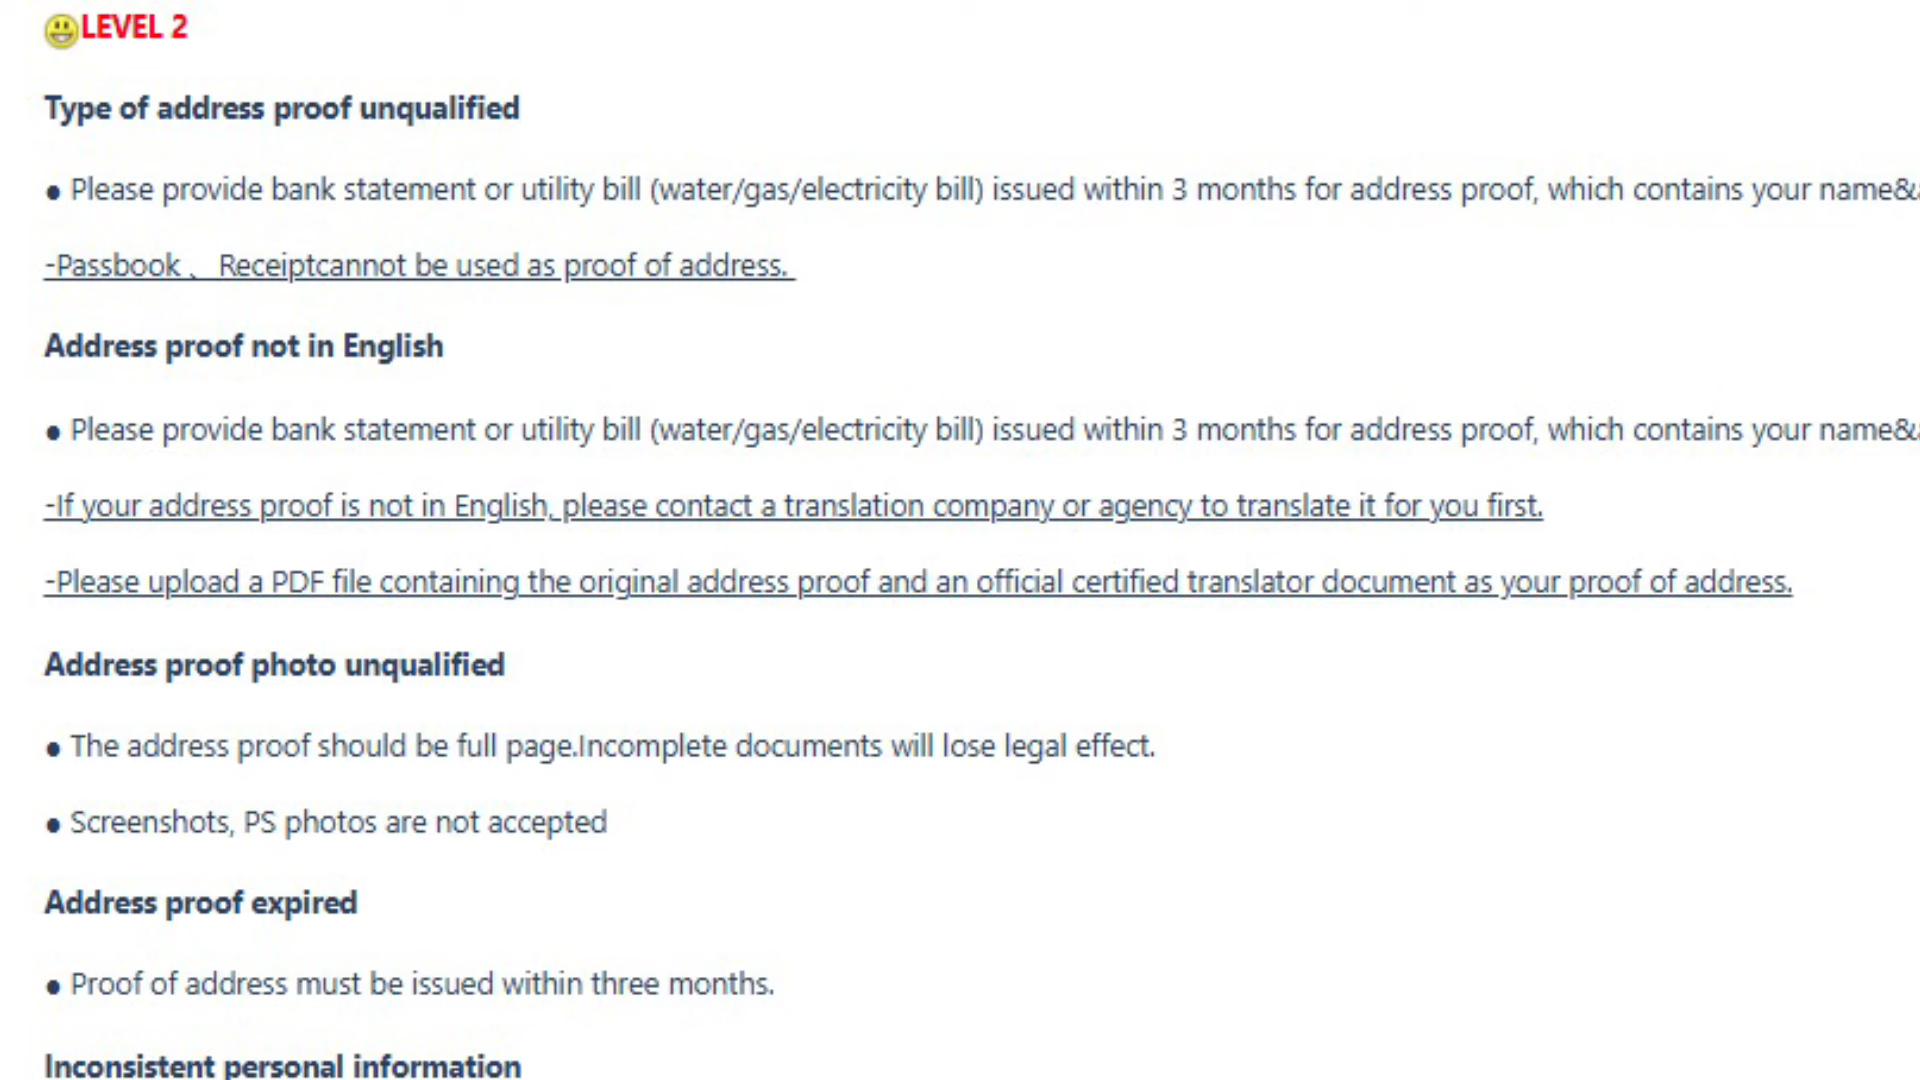 LEVEL 2
Type of address proof unqualified
● Please provide bank statement or utility bill (water/gas/electricity bill) issued within 3 months for address proof, which contains your name&
-Passbook 、 Receiptcannot be used as proof of address.
Address proof not in English
● Please provide bank statement or utility bill (water/gas/electricity bill) issued within 3 months for address proof, which contains your name&
-If your address proof is not in English, please contact a translation company or agency to translate it for you first.
-Please upload a PDF file containing the original address proof and an official certified translator document as your proof of address.
Address proof photo unqualified
● The address proof should be full page.Incomplete documents will lose legal effect.
● Screenshots, PS photos are not accepted
Address proof expired
● Proof of address must be issued within three months.
Inconsistent personal information